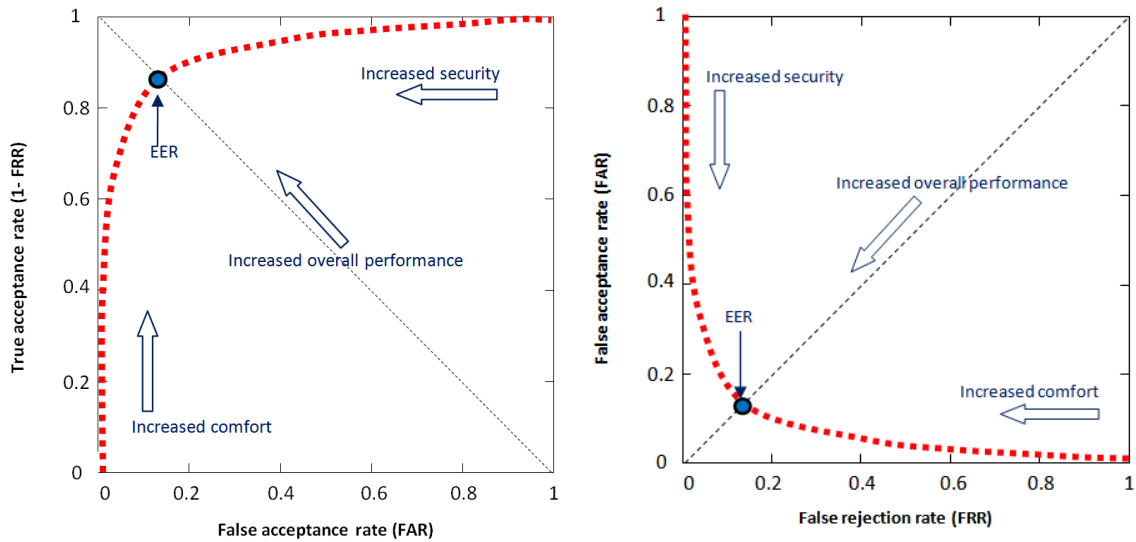 1
0.8
0.6
0.4
0.2
0
True acceptance rate (1- FRR)
Increased security
EER
Increased overall performance
Increased comfort
0
0.2
0.4
0.6
0.8
1
False acceptance rate (FAR)
1
0.8
0.6
0.4
0.2
0
False acceptance rate (FAR)
Increased security
Increased overall performance
EER
Increased comfort
0
0.2
0.4
0.6
0.8
1
False rejection rate (FRR)